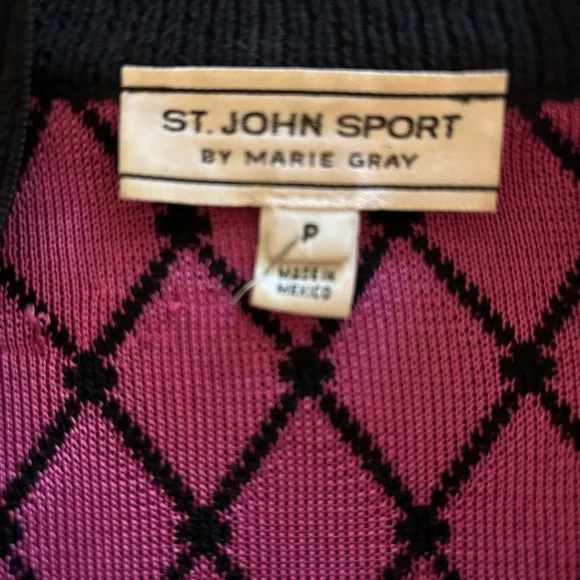 ST. JOHN SPORT
BY MARIE GRAY
P
MADE IN
MEXICO